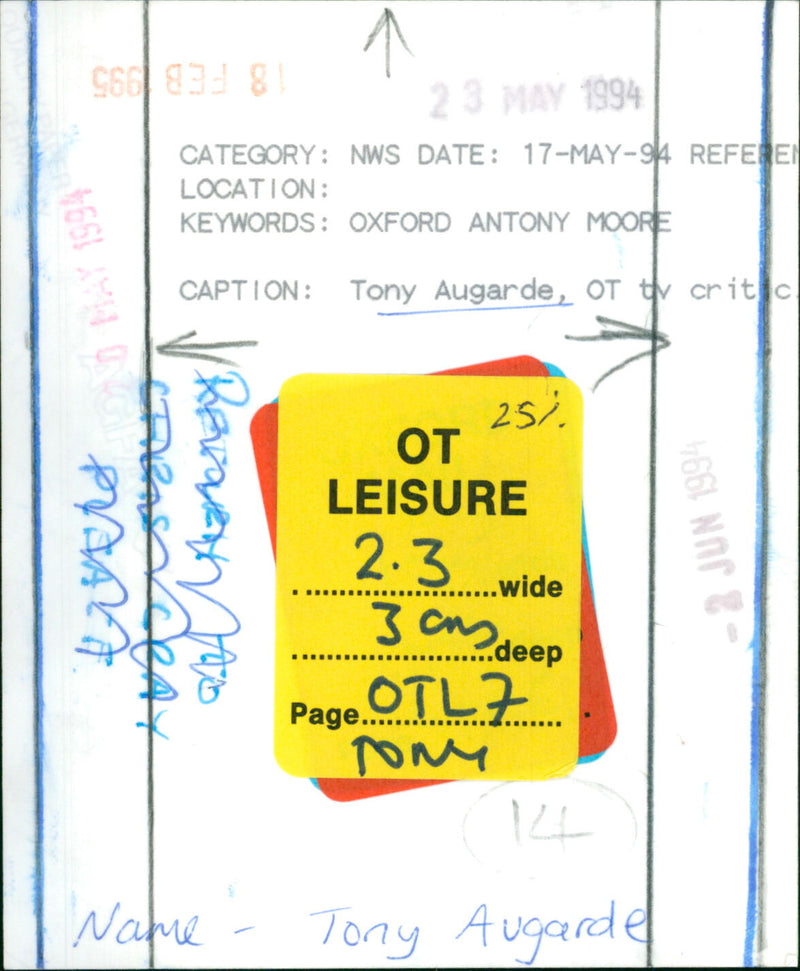 18 FEB 1995
23 MAY 1994
CATEGORY: NWS DATE: 17-MAY-94 REFEREN
LOCATION:
KEYWORDS: OXFORD ANTONY MOORE
CAPTION: Tony Augarde, OT tv critic.
MAY 1994
25%
OT
LEISURE
2.3 wide
3 cms deep
Page OTL7
TONY
- 2 JUN 1994
14
Name - Tony Augarde